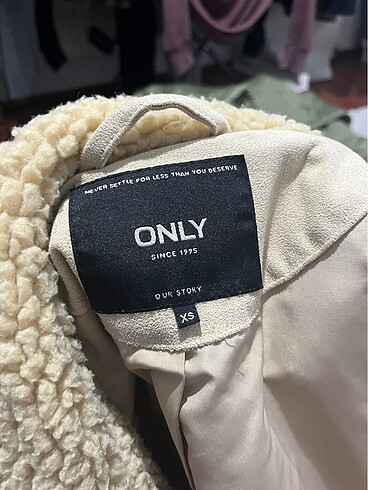 NEVER SETTLE FOR LESS THAN YOU DESERVE
ONLY
SINCE 1995
OUR STORY
XS